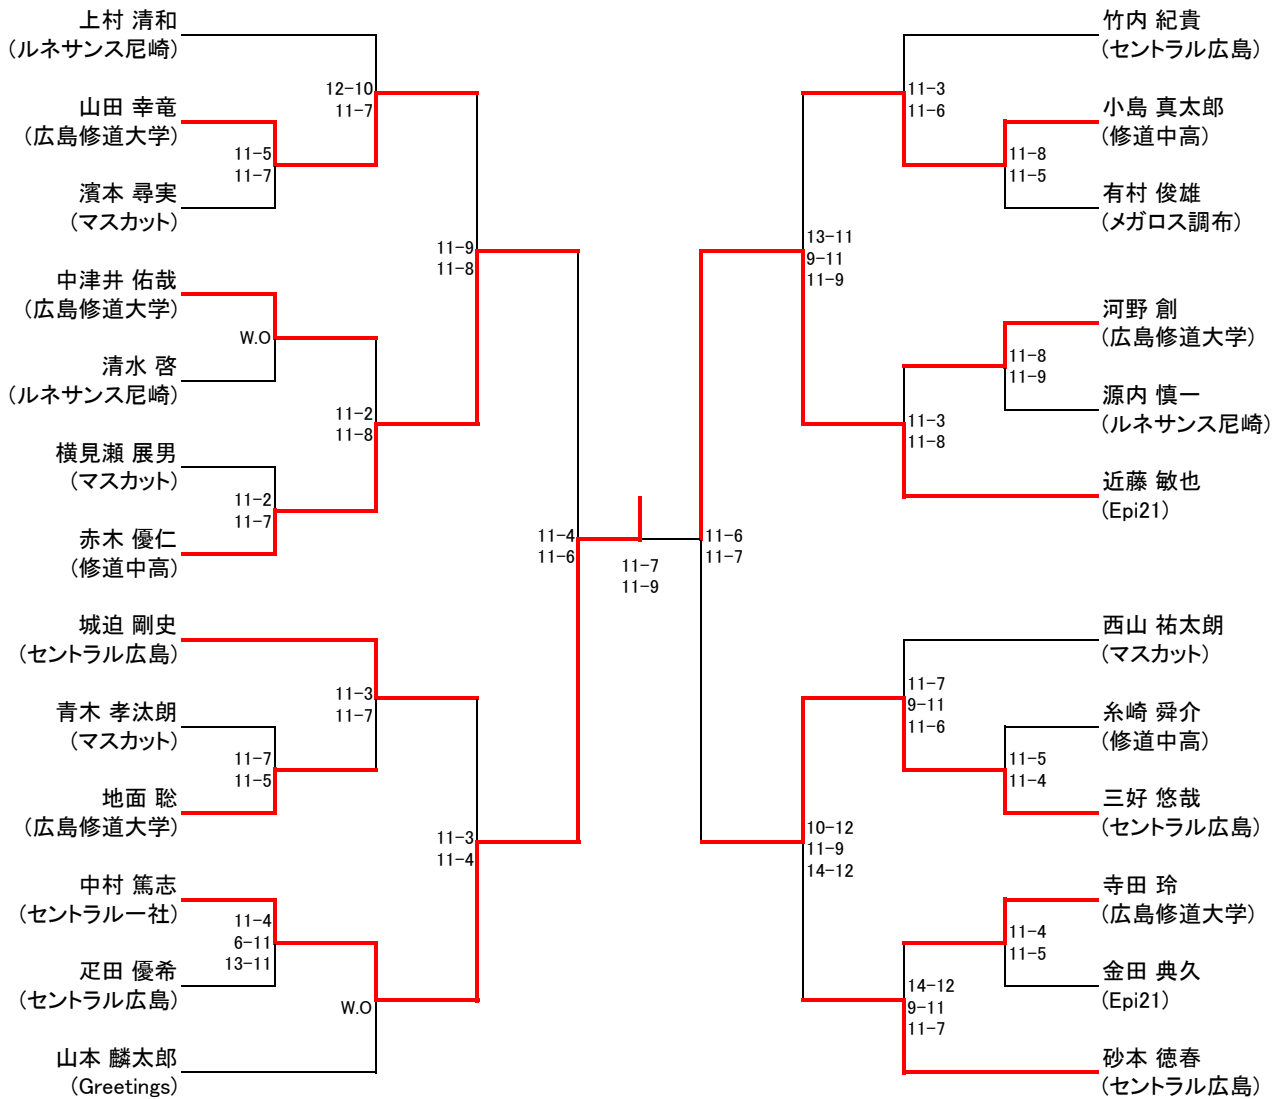 上村 清和
(ルネサンス尼崎)
山田 幸竜
(広島修道大学)
濱本 尋実
(マスカット)
中津井 佑哉
(広島修道大学)
清水 啓
(ルネサンス尼崎)
横見瀬 展男
(マスカット)
赤木 優仁
(修道中高)
城迫 剛史
(セントラル広島)
青木 孝汰朗
(マスカット)
地面 聡
(広島修道大学)
中村 篤志
(セントラル一社)
疋田 優希
(セントラル広島)
山本 麟太郎
(Greetings)
11-5
11-7
W.O
11-2
11-7
11-7
11-5
11-4
6-11
13-11
12-10
11-7
11-2
11-8
11-3
11-7
W.O
11-9
11-8
11-3
11-4
11-4
11-6
11-7
11-9
11-6
11-7
13-11
9-11
11-9
10-12
11-9
14-12
11-3
11-6
11-3
11-8
11-7
9-11
11-6
14-12
9-11
11-7
11-8
11-5
11-8
11-9
11-5
11-4
11-4
11-5
竹内 紀貴
(セントラル広島)
小島 真太郎
(修道中高)
有村 俊雄
(メガロス調布)
河野 創
(広島修道大学)
源内 慎一
(ルネサンス尼崎)
近藤 敏也
(Epi21)
西山 祐太朗
(マスカット)
糸崎 舜介
(修道中高)
三好 悠哉
(セントラル広島)
寺田 玲
(広島修道大学)
金田 典久
(Epi21)
砂本 徳春
(セントラル広島)